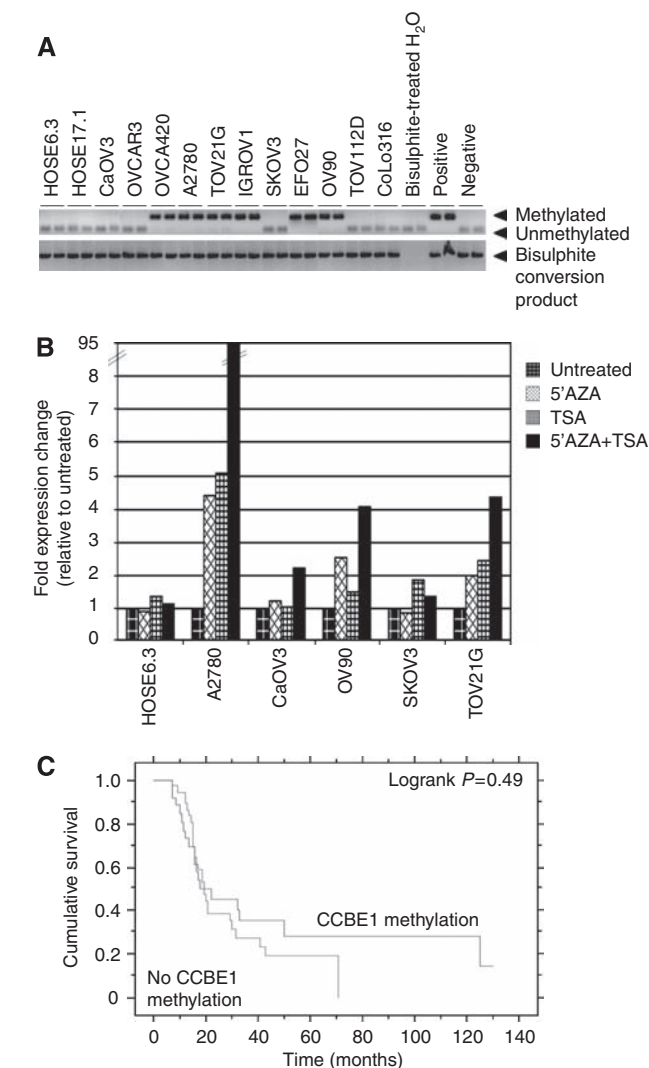 A
HOSE6.3
HOSE17.1
CaOV3
OVCAR3
OVCA420
A2780
TOV21G
IGROV1
SKOV3
EFO27
OV90
TOV112D
CoLo316
Bisulphite-treated H₂O
Positive
Negative
Methylated
Unmethylated
Bisulphite
conversion
product
B
Fold expression change
(relative to untreated)
95
8
7
6
5
4
3
2
1
0
HOSE6.3
A2780
CaOV3
OV90
SKOV3
TOV21G
Untreated
5'AZA
TSA
5'AZA+TSA
C
Logrank P=0.49
Cumulative survival
1.0
0.8
0.6
0.4
0.2
0
CCBE1 methylation
No CCBE1
methylation
0 20 40 60 80 100 120 140
Time (months)